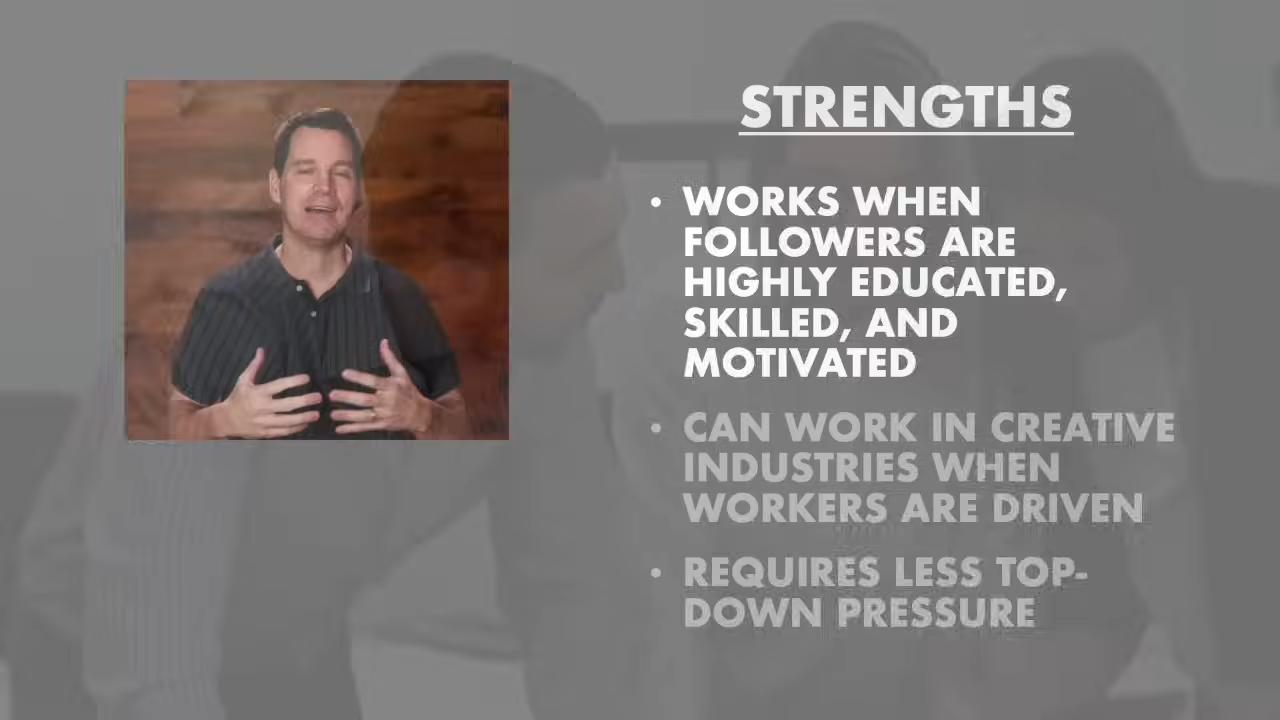 STRENGTHS
• WORKS WHEN
FOLLOWERS ARE
HIGHLY EDUCATED,
SKILLED, AND
MOTIVATED
• CAN WORK IN CREATIVE
INDUSTRIES WHEN
WORKERS ARE DRIVEN
• REQUIRES LESS TOP-
DOWN PRESSURE